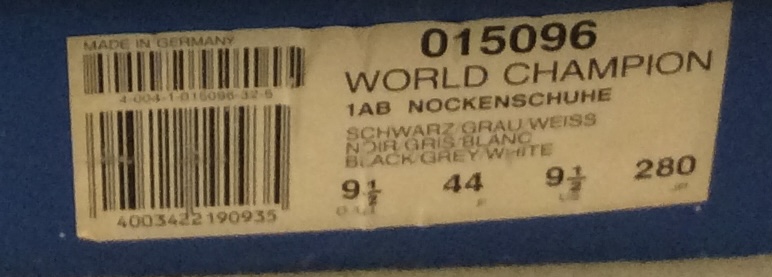 MADE IN GERMANY
4-004-1-015096-32-5
4003422190935
015096
WORLD CHAMPION
1AB NOCKENSCHUHE
SCHWARZ/GRAU/WEISS
NOIR/GRIS/BLANC
BLACK/GREY/WHITE
9½ 44 9½ 280